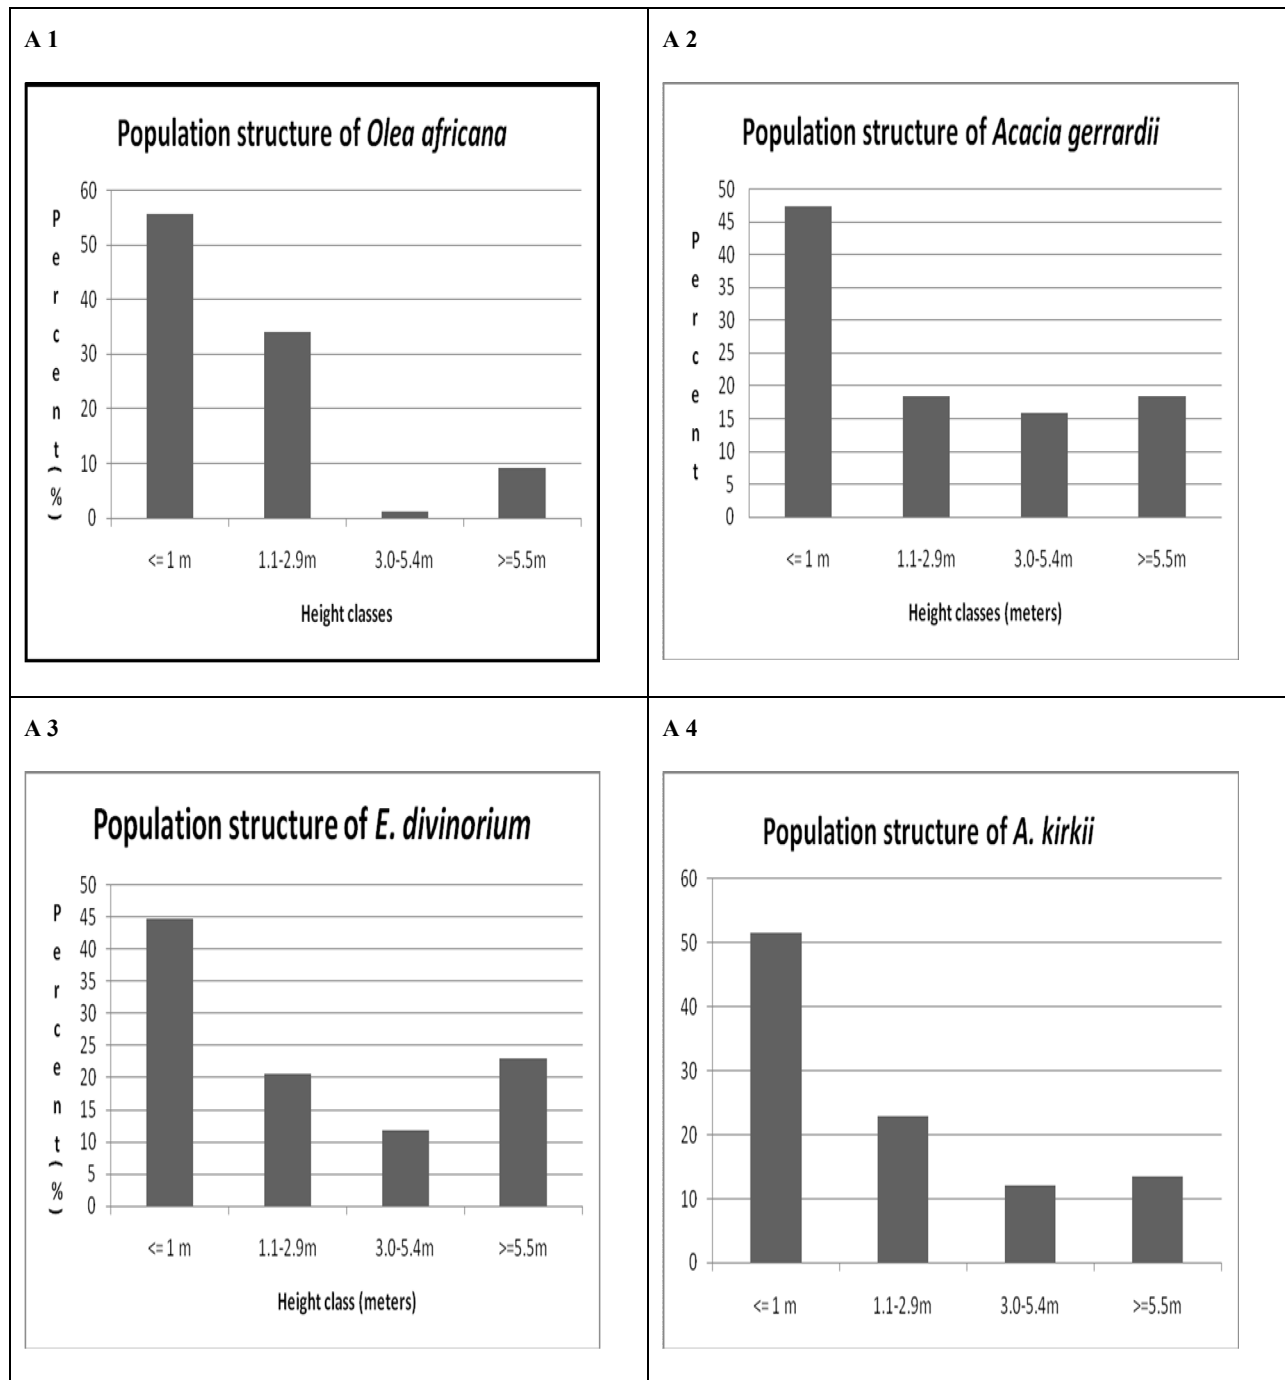 A 1
Population structure of Olea africana
Percent (%)
60
50
40
30
20
10
0
<= 1 m 1.1-2.9m 3.0-5.4m >=5.5m
Height classes
A 2
Population structure of Acacia gerrardii
Percent
50
45
40
35
30
25
20
15
10
5
0
<= 1 m 1.1-2.9m 3.0-5.4m >=5.5m
Height classes (meters)
A 3
Population structure of E. divinorium
Percent (%)
50
45
40
35
30
25
20
15
10
5
0
<= 1 m 1.1-2.9m 3.0-5.4m >=5.5m
Height class (meters)
A 4
Population structure of A. kirkii
60
50
40
30
20
10
0
<= 1 m 1.1-2.9m 3.0-5.4m >=5.5m